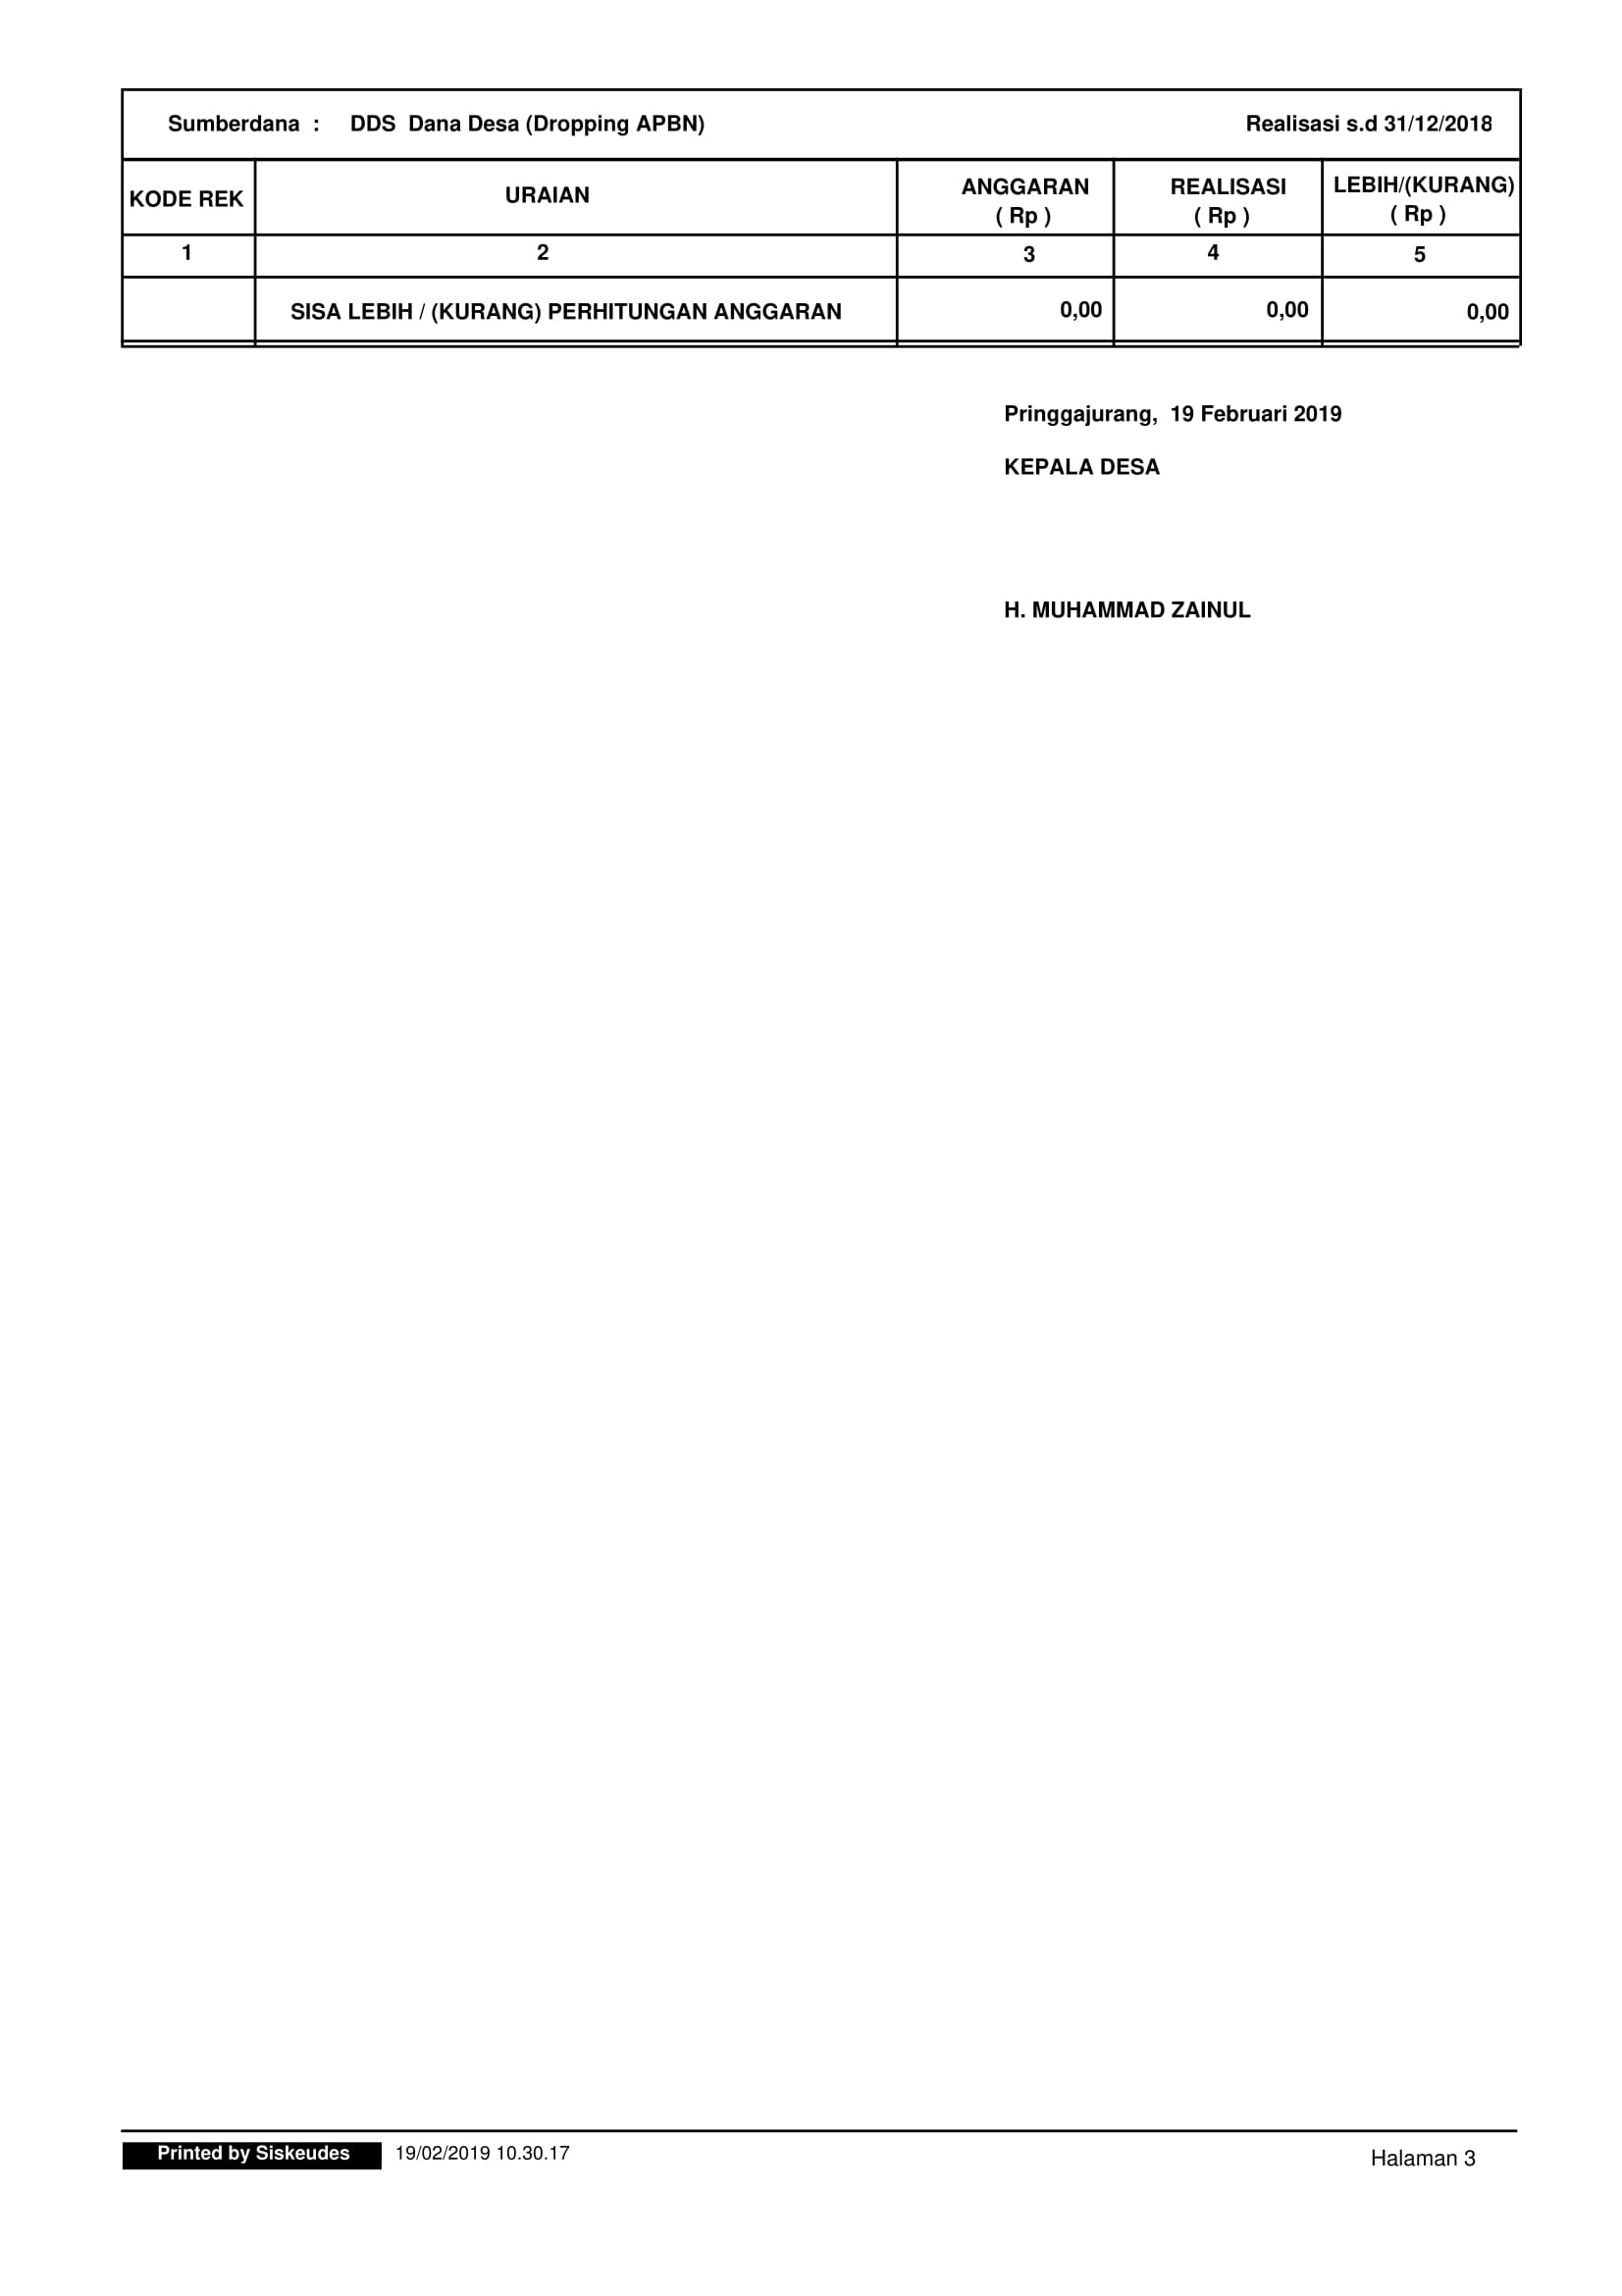 Sumberdana : DDS Dana Desa (Dropping APBN) Realisasi s.d 31/12/2018
KODE REK URAIAN ANGGARAN ( Rp ) REALISASI ( Rp ) LEBIH/(KURANG) ( Rp )
1 2 3 4 5
SISA LEBIH / (KURANG) PERHITUNGAN ANGGARAN 0,00 0,00 0,00
Pringgajurang, 19 Februari 2019
KEPALA DESA
H. MUHAMMAD ZAINUL
Printed by Siskeudes 19/02/2019 10.30.17 Halaman 3